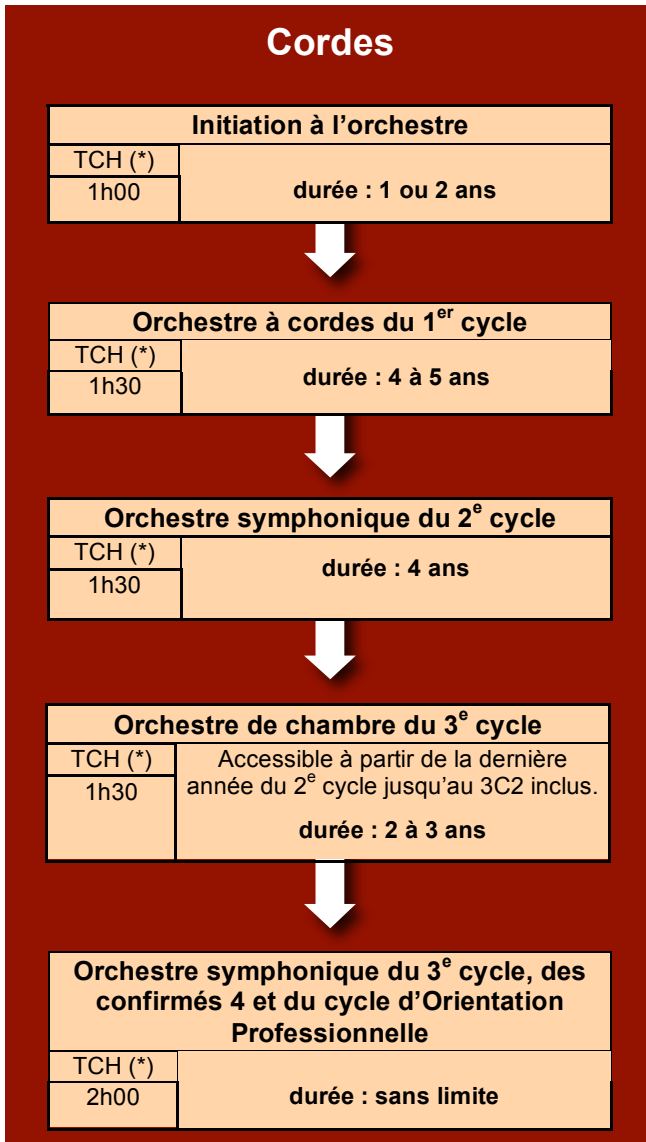 Cordes
Initiation à l’orchestre
TCH (*)
1h00
durée : 1 ou 2 ans
Orchestre à cordes du 1er cycle
TCH (*)
1h30
durée : 4 à 5 ans
Orchestre symphonique du 2e cycle
TCH (*)
1h30
durée : 4 ans
Orchestre de chambre du 3e cycle
TCH (*)
1h30
Accessible à partir de la dernière
année du 2e cycle jusqu’au 3C2 inclus.
durée : 2 à 3 ans
Orchestre symphonique du 3e cycle, des
confirmés 4 et du cycle d’Orientation
Professionnelle
TCH (*)
2h00
durée : sans limite